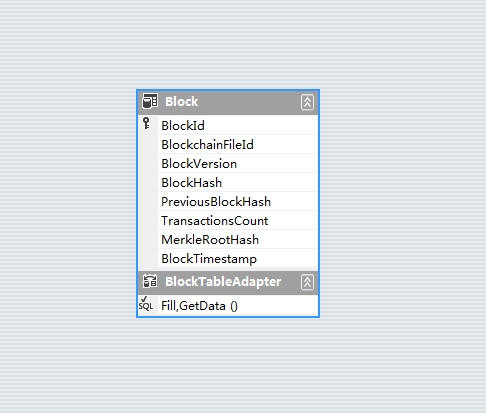 Block
BlockId
BlockchainFileId
BlockVersion
BlockHash
PreviousBlockHash
TransactionsCount
MerkleRootHash
BlockTimestamp
BlockTableAdapter
SQL Fill,GetData ()